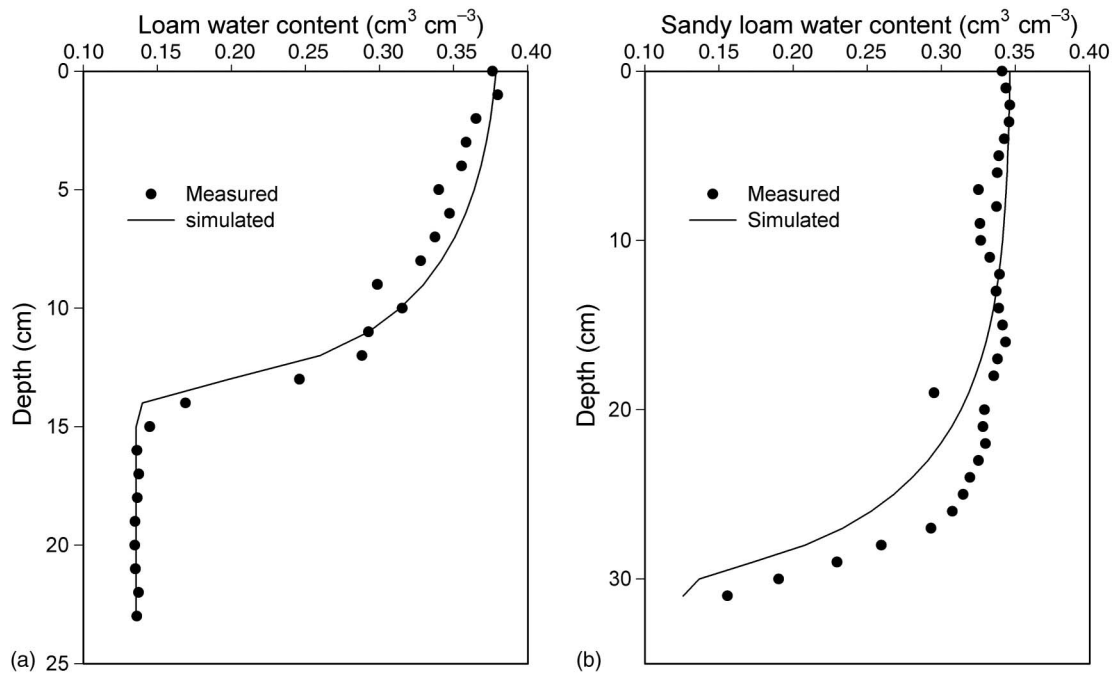 Loam water content (cm³ cm⁻³)
0.10 0.15 0.20 0.25 0.30 0.35 0.40
0
5
10
15
20
25
Depth (cm)
Measured
simulated
(a)
Sandy loam water content (cm³ cm⁻³)
0.10 0.15 0.20 0.25 0.30 0.35 0.40
0
10
20
30
Depth (cm)
Measured
Simulated
(b)